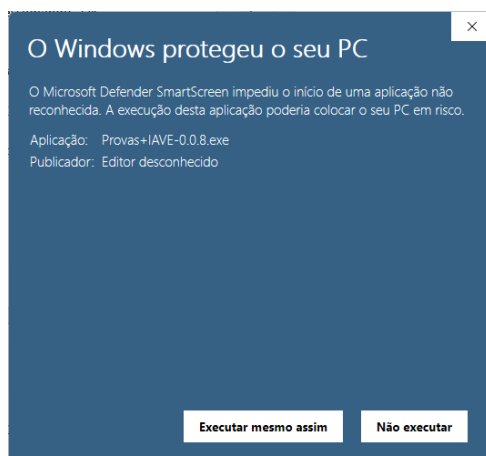 O Windows protegeu o seu PC
O Microsoft Defender SmartScreen impediu o início de uma aplicação não
reconhecida. A execução desta aplicação poderia colocar o seu PC em risco.
Aplicação: Provas+IAVE-0.0.8.exe
Publicador: Editor desconhecido
Executar mesmo assim
Não executar